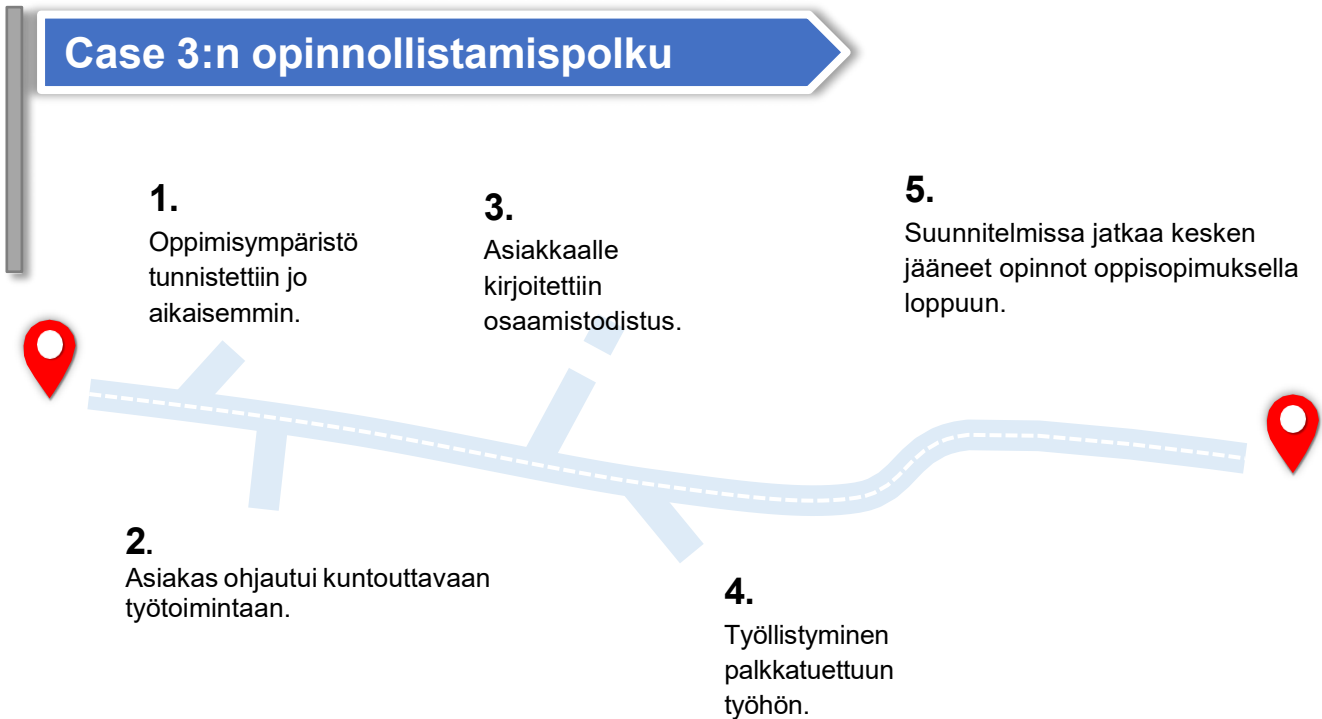 Case 3:n opinnollistamispolku
1.
Oppimisympäristö
tunnistettiin jo
aikaisemmin.
2.
Asiakas ohjautui kuntouttavaan
työtoimintaan.
3.
Asiakkaalle
kirjoitettiin
osaamistodistus.
4.
Työllistyminen
palkkatuettuun
työhön.
5.
Suunnitelmissa jatkaa kesken
jääneet opinnot oppisopimuksella
loppuun.